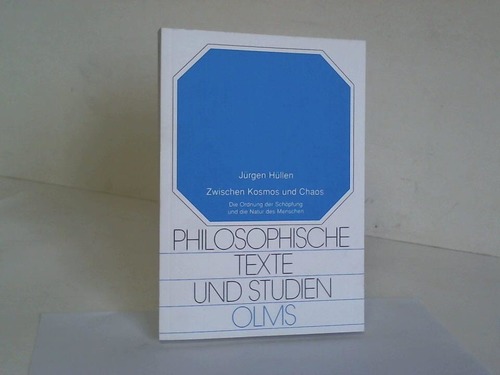 Jürgen Hüllen
Zwischen Kosmos und Chaos
Die Ordnung der Schöpfung
und die Natur des Menschen
PHILOSOPHISCHE
TEXTE
UND STUDIEN
OLMS